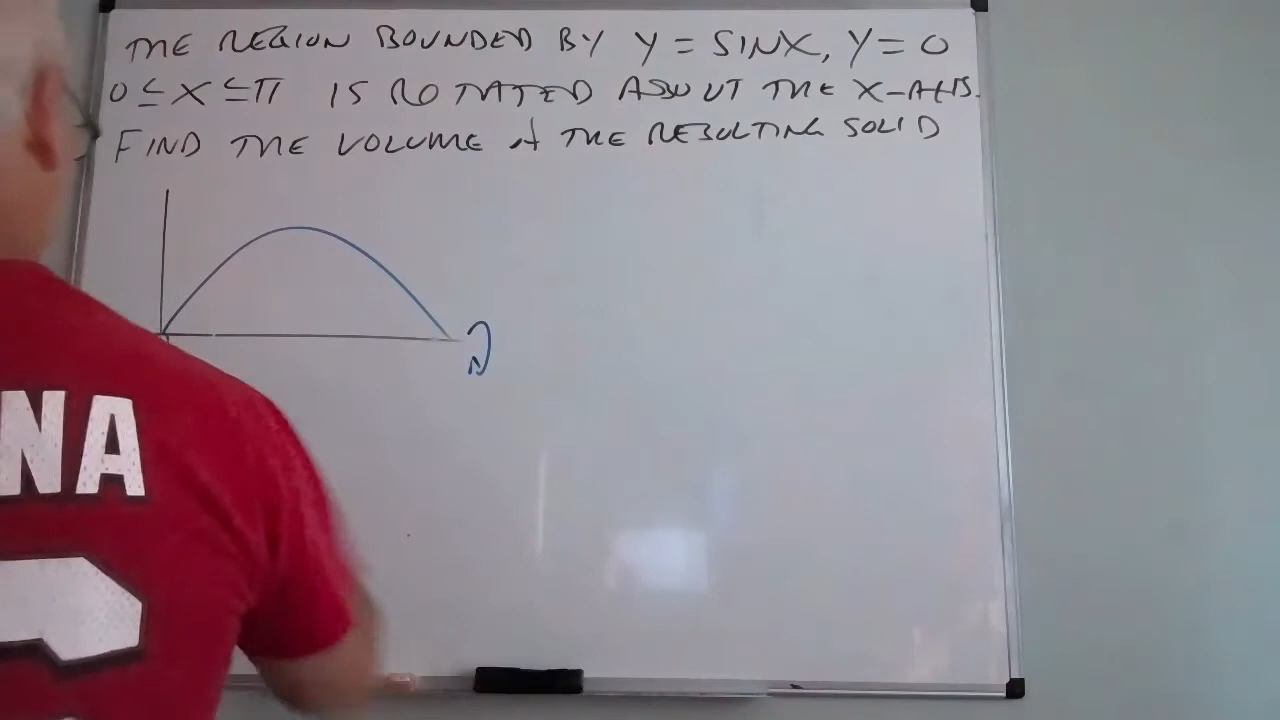 THE REGION BOUNDED BY Y = SINX, Y = 0
0 ≤ X ≤ π IS ROTATED ABOUT THE X-AXIS.
FIND THE VOLUME of THE RESULTING SOLID
NA